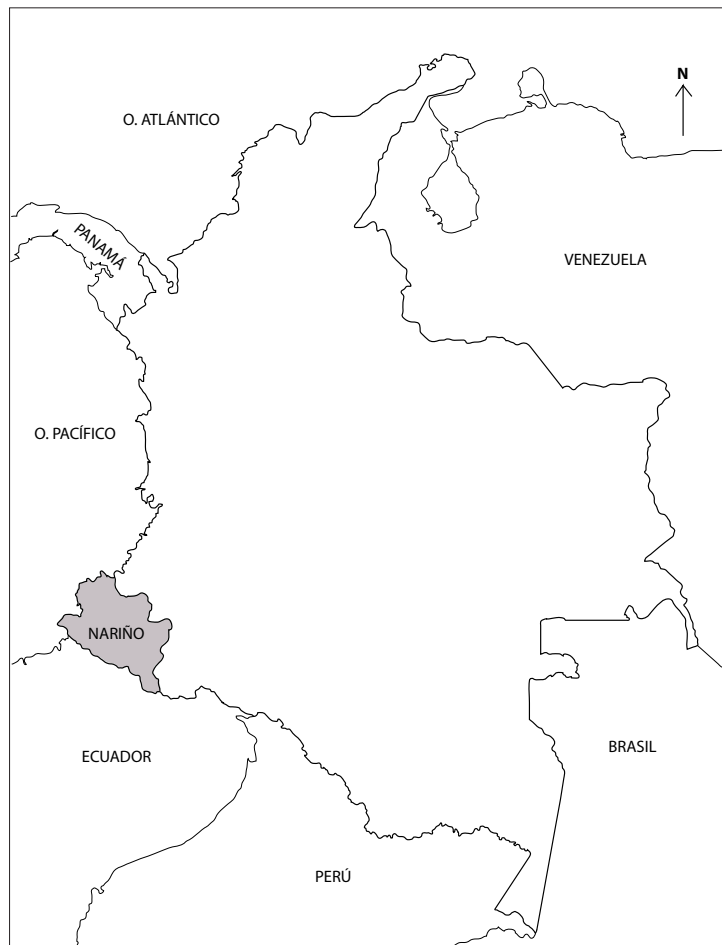 N
O. ATLÁNTICO
PANAMÁ
VENEZUELA
O. PACÍFICO
NARIÑO
ECUADOR
BRASIL
PERÚ